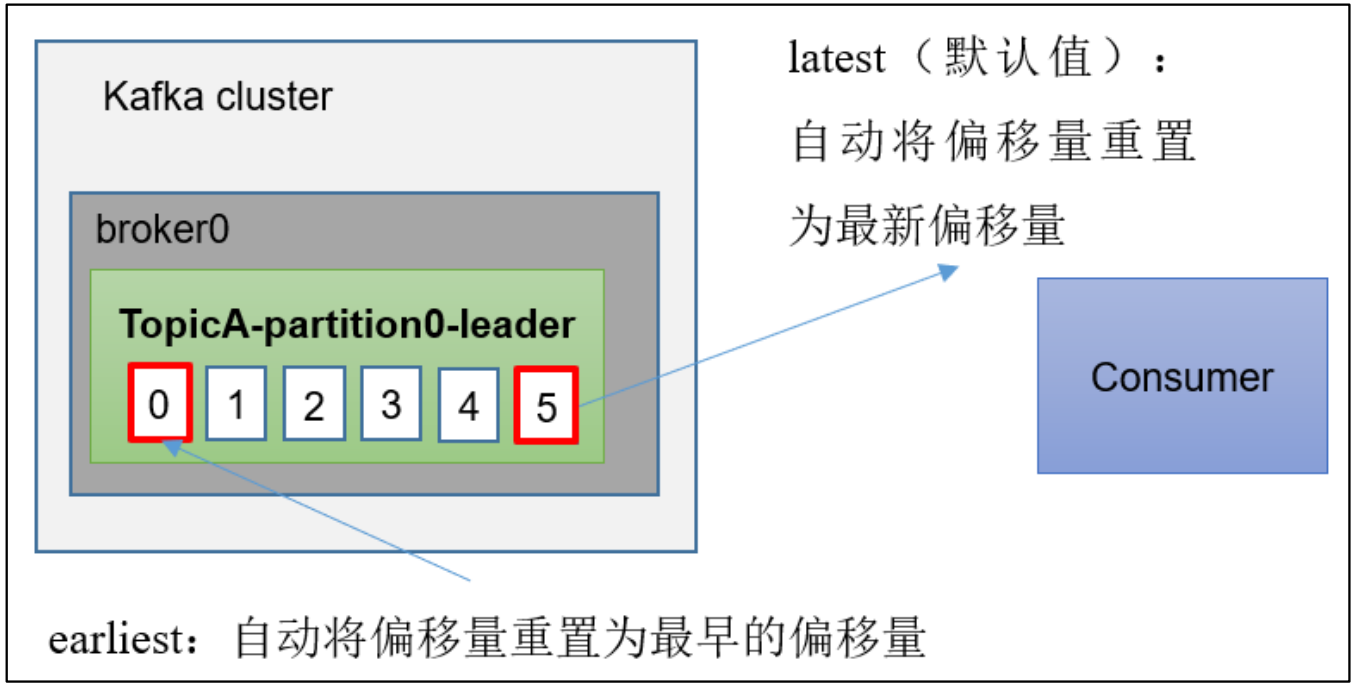 Kafka cluster
broker0
TopicA-partition0-leader
0 1 2 3 4 5
latest（默认值）：
自动将偏移量重置
为最新偏移量
Consumer
earliest：自动将偏移量重置为最早的偏移量